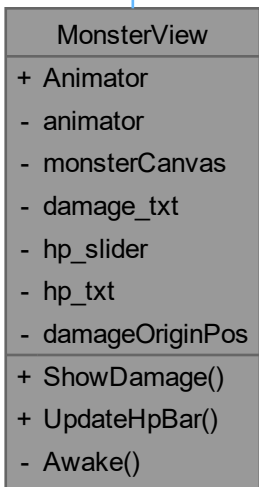 MonsterView
+ Animator
- animator
- monsterCanvas
- damage_txt
- hp_slider
- hp_txt
- damageOriginPos
+ ShowDamage()
+ UpdateHpBar()
- Awake()